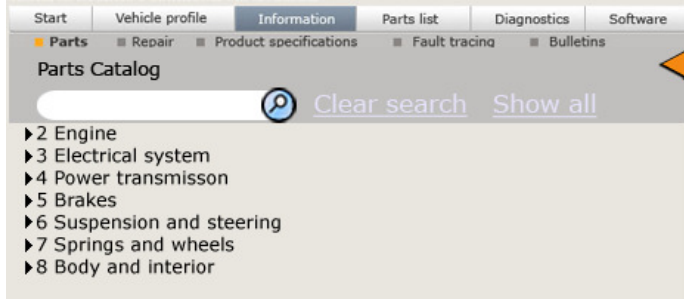 Start Vehicle profile Information Parts list Diagnostics Software
Parts Repair Product specifications Fault tracing Bulletins
Parts Catalog
Clear search Show all
2 Engine
3 Electrical system
4 Power transmisson
5 Brakes
6 Suspension and steering
7 Springs and wheels
8 Body and interior